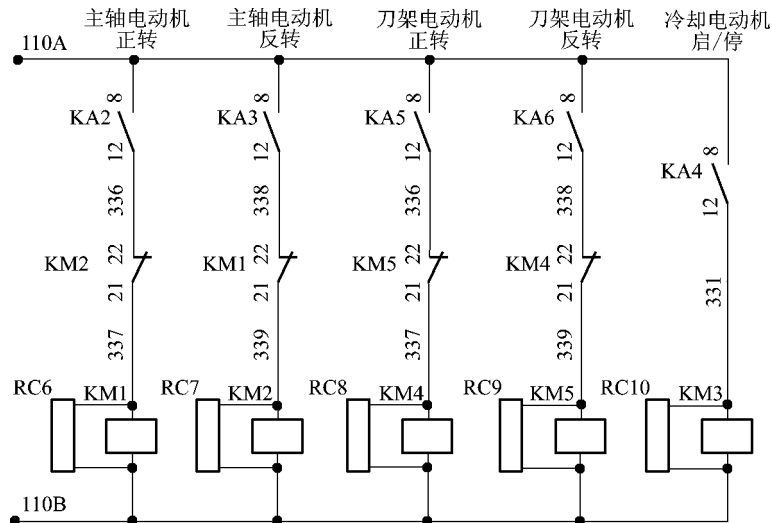 主轴电动机
正转
主轴电动机
反转
刀架电动机
正转
刀架电动机
反转
冷却电动机
启/停
110A
KA2
8
12
KA3
8
12
KA5
8
12
KA6
8
12
KA4
8
12
336
338
336
338
331
KM2
22
21
KM1
22
21
KM5
22
21
KM4
22
21
337
339
337
339
RC6
KM1
RC7
KM2
RC8
KM4
RC9
KM5
RC10
KM3
110B